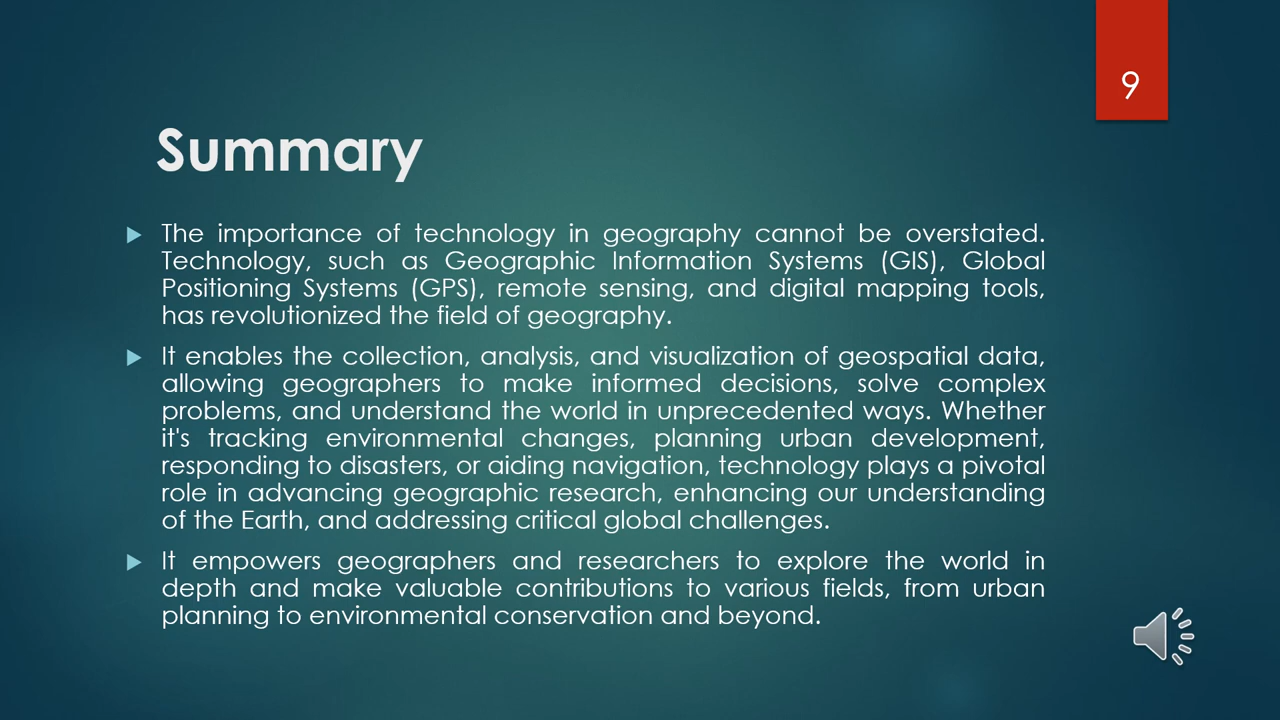 9
Summary
The importance of technology in geography cannot be overstated.
Technology, such as Geographic Information Systems (GIS), Global
Positioning Systems (GPS), remote sensing, and digital mapping tools,
has revolutionized the field of geography.
It enables the collection, analysis, and visualization of geospatial data,
allowing geographers to make informed decisions, solve complex
problems, and understand the world in unprecedented ways. Whether
it's tracking environmental changes, planning urban development,
responding to disasters, or aiding navigation, technology plays a pivotal
role in advancing geographic research, enhancing our understanding
of the Earth, and addressing critical global challenges.
It empowers geographers and researchers to explore the world in
depth and make valuable contributions to various fields, from urban
planning to environmental conservation and beyond.